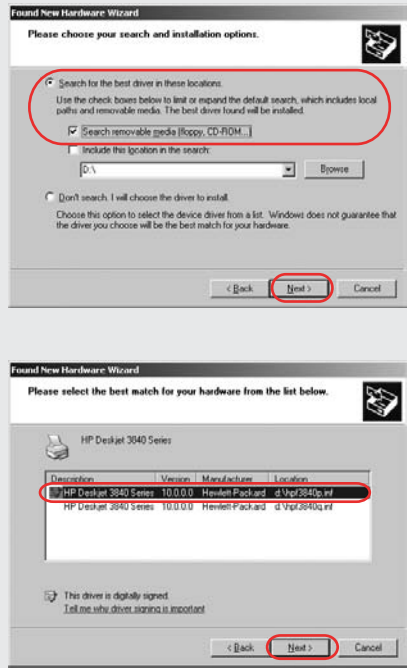 Found New Hardware Wizard
Please choose your search and installation options.
Search for the best driver in these locations.
Use the check boxes below to limit or expand the default search, which includes local
paths and removable media. The best driver found will be installed.
Search removable media (floppy, CD-ROM...)
Include this location in the search:
D:\
Browse
Don't search. I will choose the driver to install.
Choose this option to select the device driver from a list. Windows does not guarantee that
the driver you choose will be the best match for your hardware.
< Back Next > Cancel
Found New Hardware Wizard
Please select the best match for your hardware from the list below.
HP Deskjet 3840 Series
Description Version Manufacturer Location
HP Deskjet 3840 Series 10.0.0.0 Hewlett-Packard d:\hpf3840p.inf
HP Deskjet 3840 Series 10.0.0.0 Hewlett-Packard d:\hpf3840q.inf
This driver is digitally signed.
Tell me why driver signing is important
< Back Next > Cancel